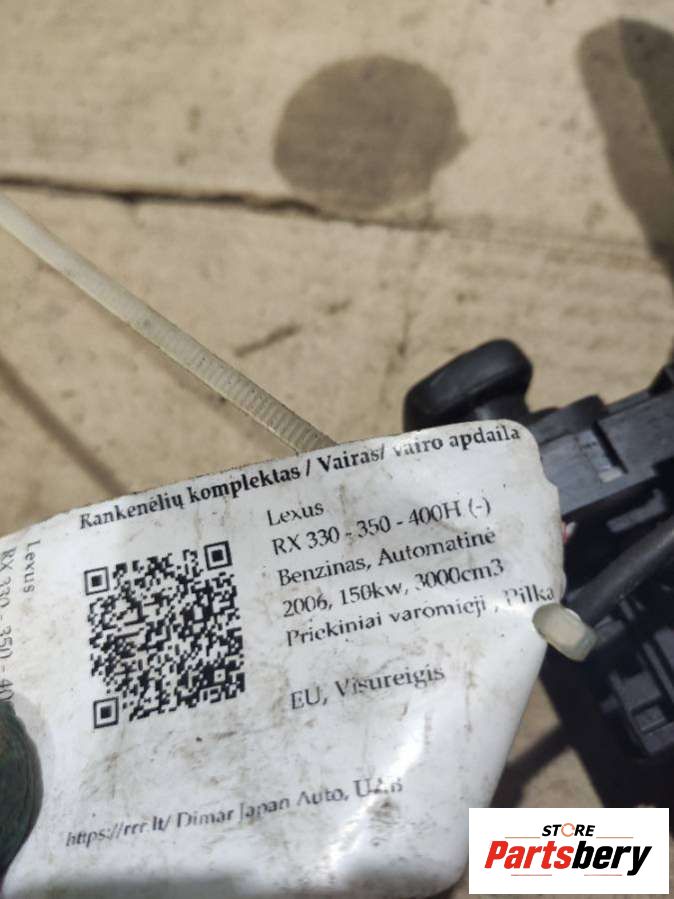 Rankenėlių komplektas / Vairas/ vairo apdaila
Lexus
RX 330 - 350 - 400H (-)
Benzinas, Automatinė
2006, 150kw, 3000cm3
Priekiniai varomieji , Pilka
EU, Visureigis
https://rrr.lt/ Dimar Japan Auto, UAB
Lexus
RX 330 - 350 - 40
STORE
Partsbery